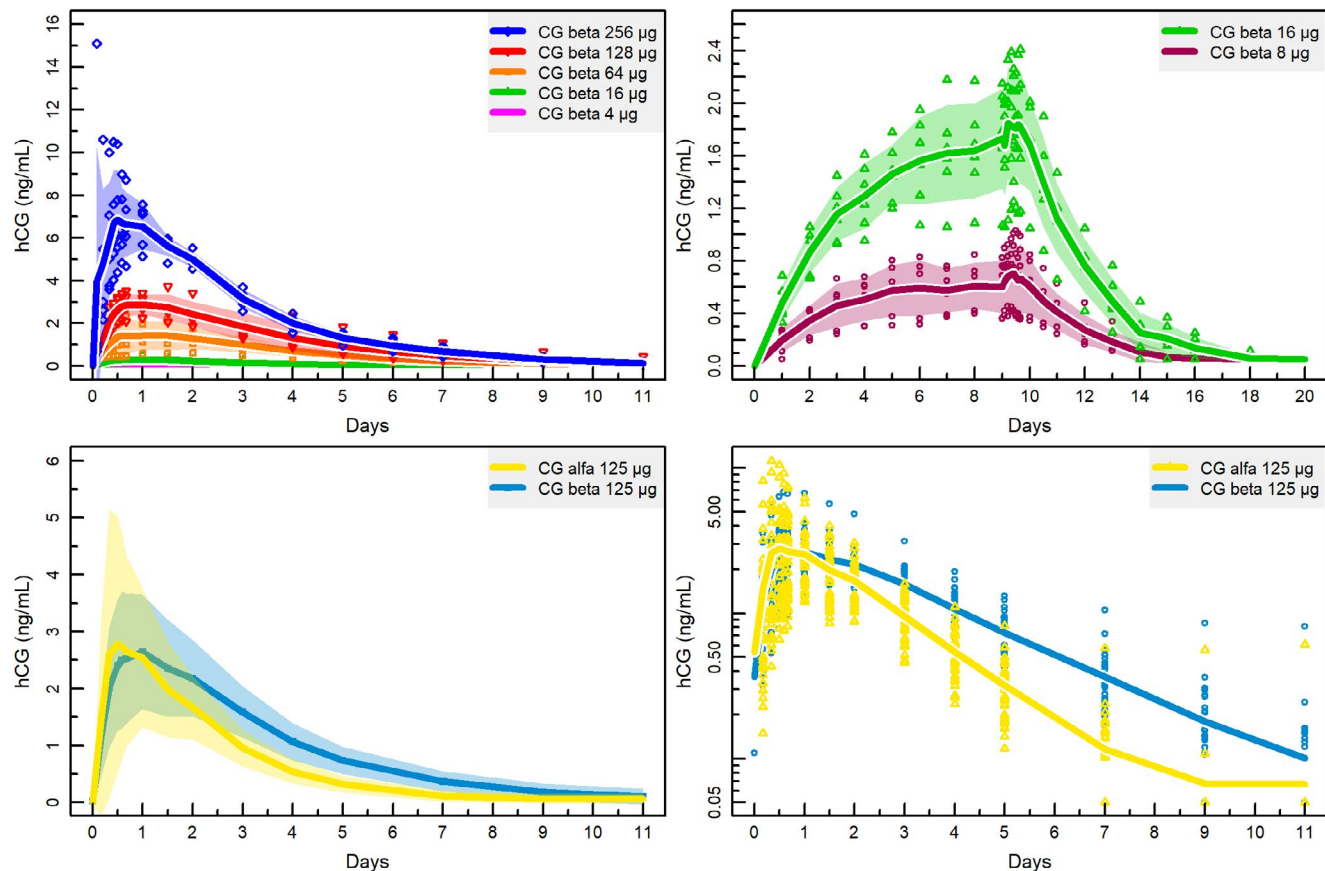 hCG (ng/mL)
16
14
12
10
8
6
4
2
0
CG beta 256 µg
CG beta 128 µg
CG beta 64 µg
CG beta 16 µg
CG beta 4 µg
0 1 2 3 4 5 6 7 8 9 10 11
Days
hCG (ng/mL)
2.4
2.0
1.6
1.2
0.8
0.4
0.0
CG beta 16 µg
CG beta 8 µg
0 2 4 6 8 10 12 14 16 18 20
Days
hCG (ng/mL)
6
5
4
3
2
1
0
CG alfa 125 µg
CG beta 125 µg
0 1 2 3 4 5 6 7 8 9 10 11
Days
hCG (ng/mL)
5.00
0.50
0.05
CG alfa 125 µg
CG beta 125 µg
0 1 2 3 4 5 6 7 8 9 10 11
Days